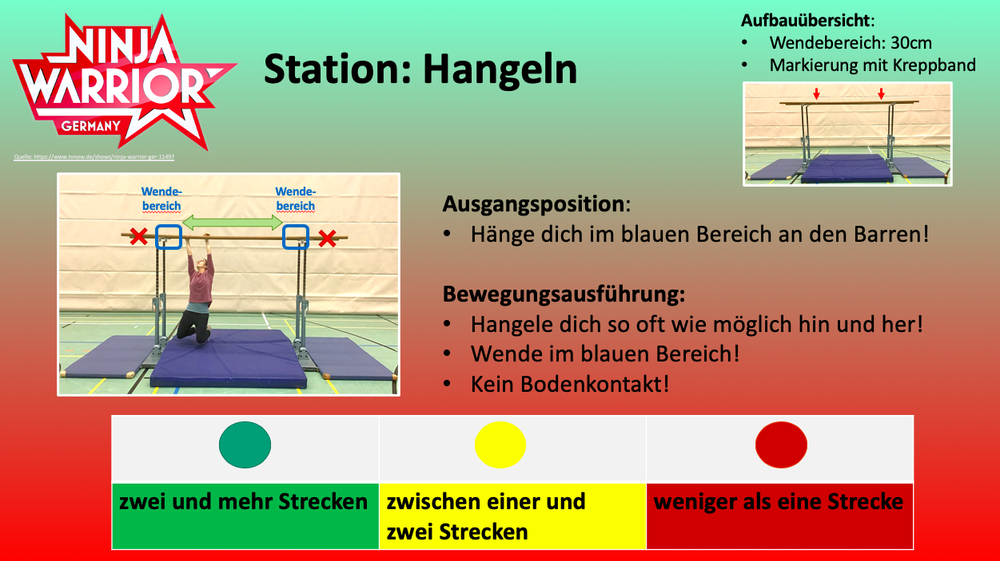 NINJA
WARRIOR
GERMANY
Quelle: https://www.tvnow.de/shows/ninja-warrior-ger-11497
Station: Hangeln
Aufbauübersicht:
• Wendebereich: 30cm
• Markierung mit Kreppband
Wende-
bereich
Wende-
bereich
Ausgangsposition:
• Hänge dich im blauen Bereich an den Barren!
Bewegungsausführung:
• Hangele dich so oft wie möglich hin und her!
• Wende im blauen Bereich!
• Kein Bodenkontakt!
zwei und mehr Strecken
zwischen einer und
zwei Strecken
weniger als eine Strecke